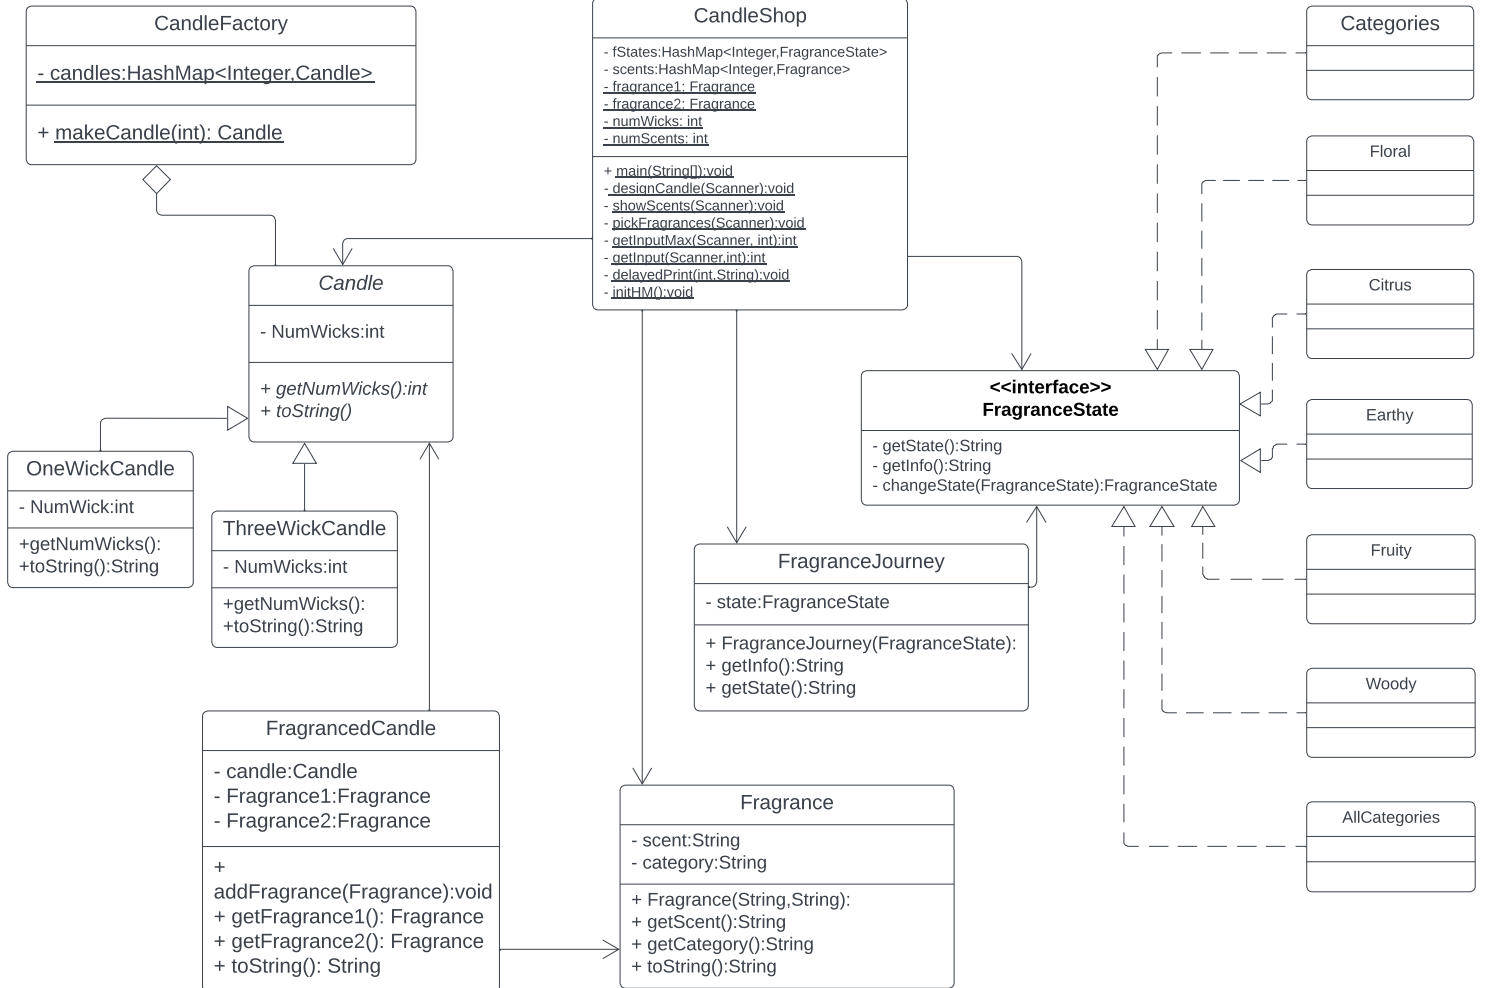 CandleFactory
- candles:HashMap<Integer,Candle>
+ makeCandle(int): Candle
CandleShop
- fStates:HashMap<Integer,FragranceState>
- scents:HashMap<Integer,Fragrance>
- fragrance1: Fragrance
- fragrance2: Fragrance
- numWicks: int
- numScents: int
+ main(String[]):void
- designCandle(Scanner):void
- showScents(Scanner):void
- pickFragrances(Scanner):void
- getInputMax(Scanner, int):int
- getInput(Scanner,int):int
- delayedPrint(int,String):void
- initHM():void
Categories
Floral
Citrus
Earthy
Fruity
Woody
AllCategories
Candle
- NumWicks:int
+ getNumWicks():int
+ toString()
<<interface>>
FragranceState
- getState():String
- getInfo():String
- changeState(FragranceState):FragranceState
OneWickCandle
- NumWick:int
+getNumWicks():
+toString():String
ThreeWickCandle
- NumWicks:int
+getNumWicks():
+toString():String
FragranceJourney
- state:FragranceState
+ FragranceJourney(FragranceState):
+ getInfo():String
+ getState():String
FragrancedCandle
- candle:Candle
- Fragrance1:Fragrance
- Fragrance2:Fragrance
+
addFragrance(Fragrance):void
+ getFragrance1(): Fragrance
+ getFragrance2(): Fragrance
+ toString(): String
Fragrance
- scent:String
- category:String
+ Fragrance(String,String):
+ getScent():String
+ getCategory():String
+ toString():String